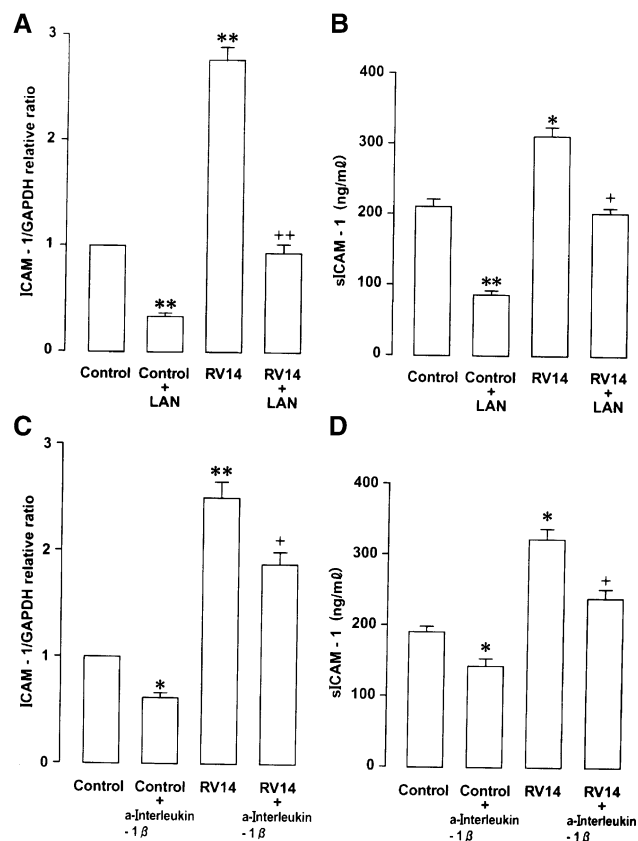 A
ICAM - 1/GAPDH relative ratio
3
2
1
0
**
**
++
Control
Control
+
LAN
RV14
RV14
+
LAN
B
sICAM - 1 (ng/mℓ)
400
300
200
100
0
**
*
+
Control
Control
+
LAN
RV14
RV14
+
LAN
C
ICAM - 1/GAPDH relative ratio
3
2
1
0
*
**
+
Control
Control
+
a-Interleukin
- 1β
RV14
RV14
+
a-Interleukin
- 1β
D
sICAM - 1 (ng/mℓ)
400
300
200
100
0
*
*
+
Control
Control
+
a-Interleukin
- 1β
RV14
RV14
+
a-Interleukin
- 1β